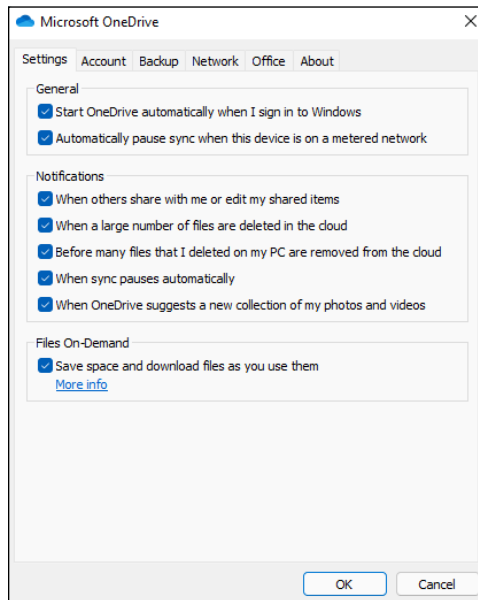 Microsoft OneDrive
Settings Account Backup Network Office About
General
Start OneDrive automatically when I sign in to Windows
Automatically pause sync when this device is on a metered network
Notifications
When others share with me or edit my shared items
When a large number of files are deleted in the cloud
Before many files that I deleted on my PC are removed from the cloud
When sync pauses automatically
When OneDrive suggests a new collection of my photos and videos
Files On-Demand
Save space and download files as you use them
More info
OK Cancel